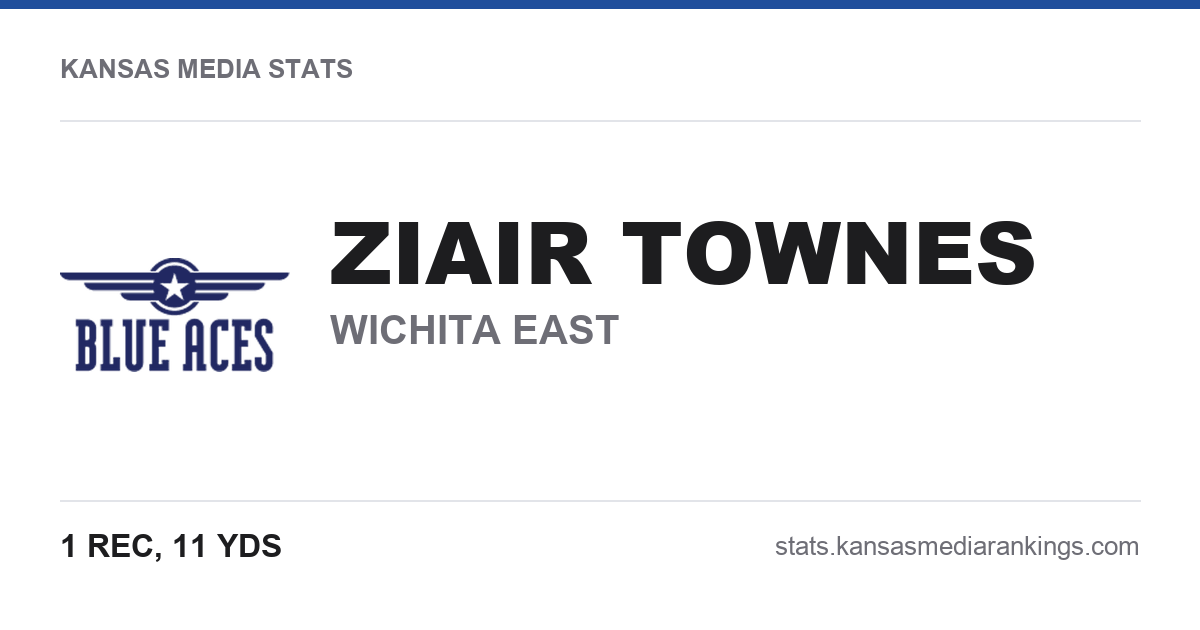 KANSAS MEDIA STATS
ZIAIR TOWNES
WICHITA EAST
BLUE ACES
1 REC, 11 YDS
stats.kansasmediarankings.com